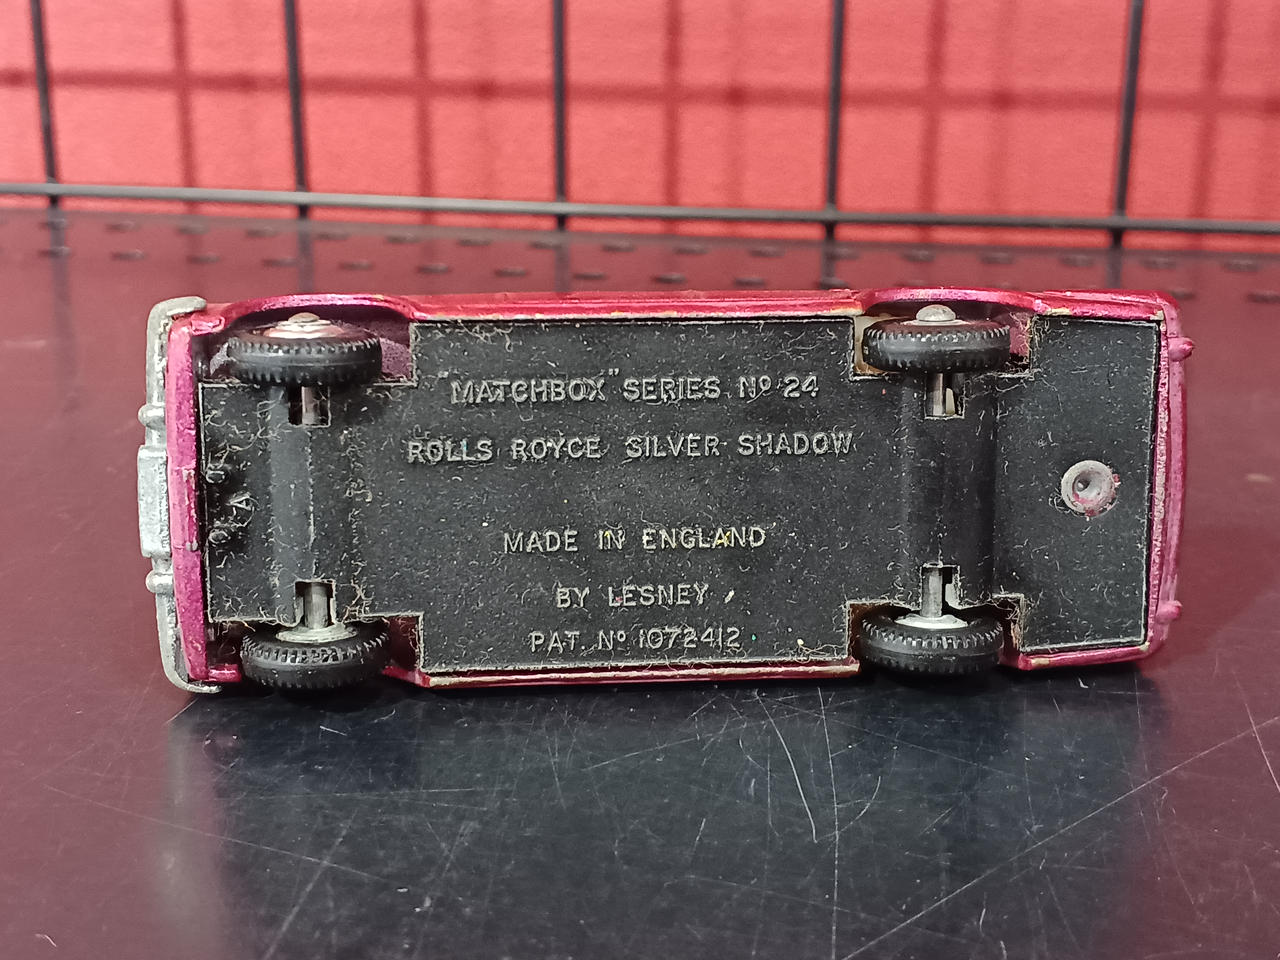 "MATCHBOX" SERIES Nº 24
ROLLS ROYCE SILVER SHADOW
MADE IN ENGLAND
BY LESNEY
PAT. Nº 1072412